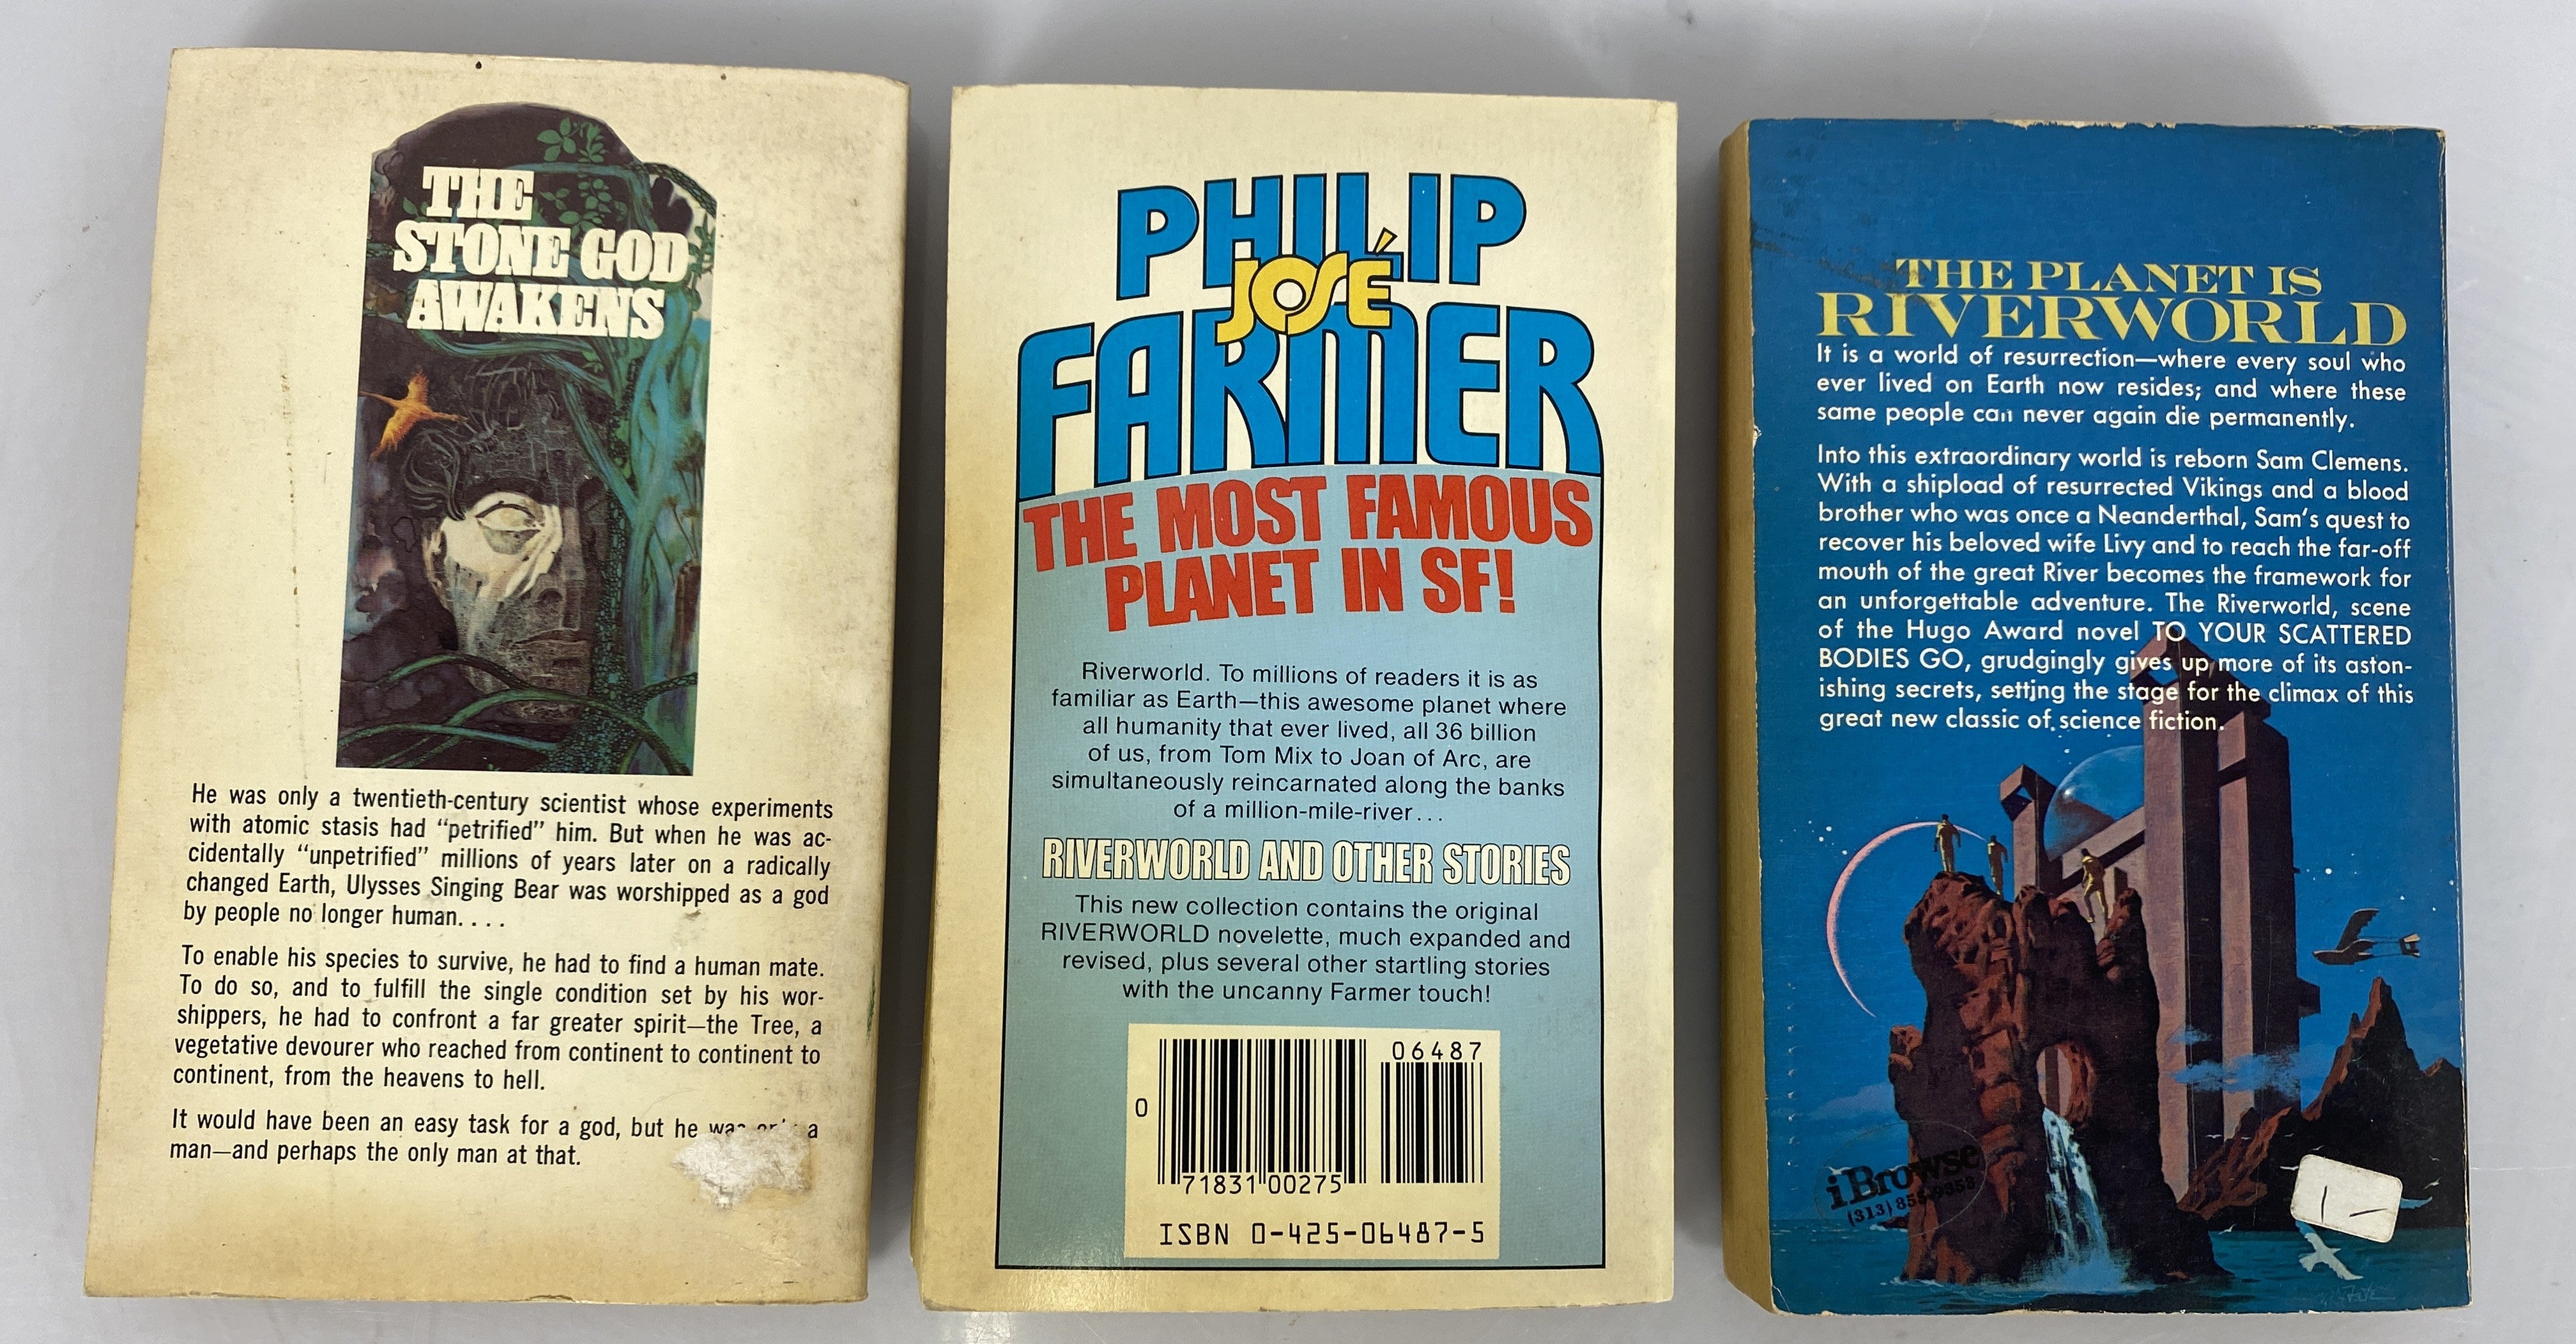 THE
STONE GOD
AWAKENS
He was only a twentieth-century scientist whose experiments
with atomic stasis had “petrified” him. But when he was ac-
cidentally “unpetrified” millions of years later on a radically
changed Earth, Ulysses Singing Bear was worshipped as a god
by people no longer human. . . .
To enable his species to survive, he had to find a human mate.
To do so, and to fulfill the single condition set by his wor-
shippers, he had to confront a far greater spirit—the Tree, a
vegetative devourer who reached from continent to continent to
continent, from the heavens to hell.
It would have been an easy task for a god, but he was only a
man—and perhaps the only man at that.
PHILIP
JOSÉ
FARMER
THE MOST FAMOUS
PLANET IN SF!
Riverworld. To millions of readers it is as
familiar as Earth—this awesome planet where
all humanity that ever lived, all 36 billion
of us, from Tom Mix to Joan of Arc, are
simultaneously reincarnated along the banks
of a million-mile-river...
RIVERWORLD AND OTHER STORIES
This new collection contains the original
RIVERWORLD novelette, much expanded and
revised, plus several other startling stories
with the uncanny Farmer touch!
06487
0
71831 00275
ISBN 0-425-06487-5
THE PLANET IS
RIVERWORLD
It is a world of resurrection—where every soul who
ever lived on Earth now resides; and where these
same people can never again die permanently.
Into this extraordinary world is reborn Sam Clemens.
With a shipload of resurrected Vikings and a blood
brother who was once a Neanderthal, Sam's quest to
recover his beloved wife Livy and to reach the far-off
mouth of the great River becomes the framework for
an unforgettable adventure. The Riverworld, scene
of the Hugo Award novel TO YOUR SCATTERED
BODIES GO, grudgingly gives up more of its aston-
ishing secrets, setting the stage for the climax of this
great new classic of science fiction.
iBrowse
(313)